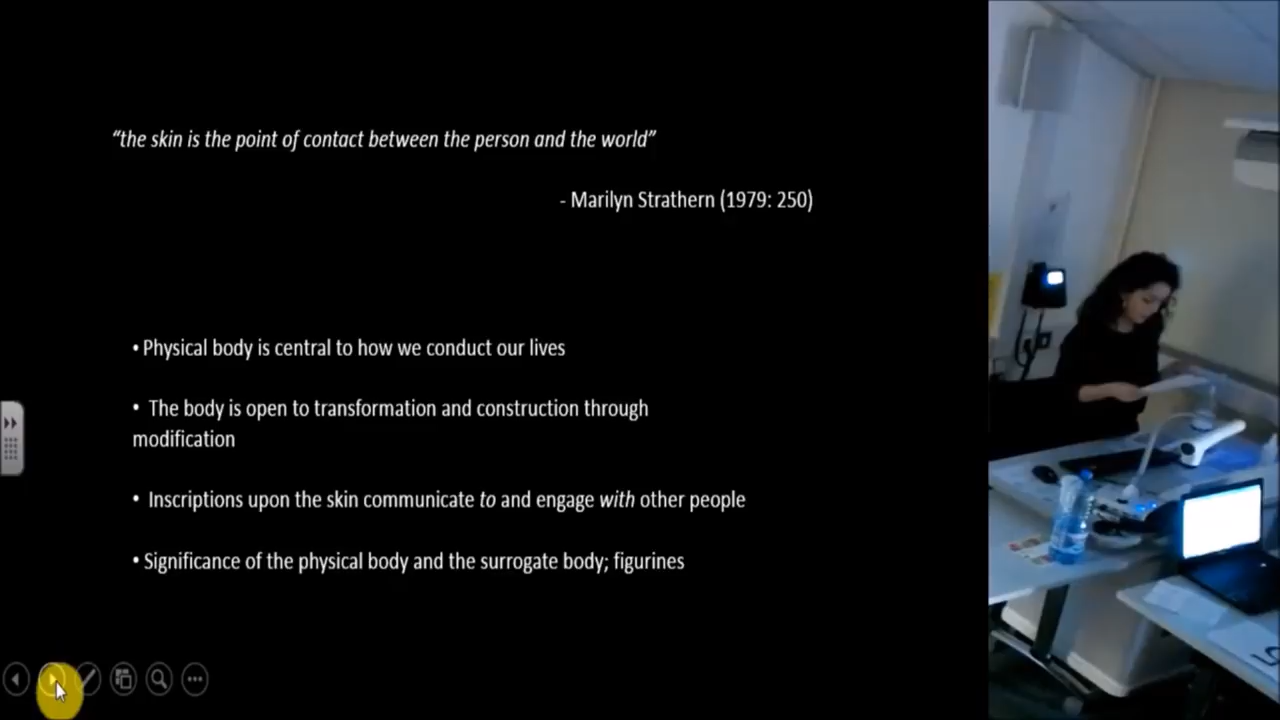 “the skin is the point of contact between the person and the world”
- Marilyn Strathern (1979: 250)
• Physical body is central to how we conduct our lives
• The body is open to transformation and construction through
modification
• Inscriptions upon the skin communicate to and engage with other people
• Significance of the physical body and the surrogate body; figurines